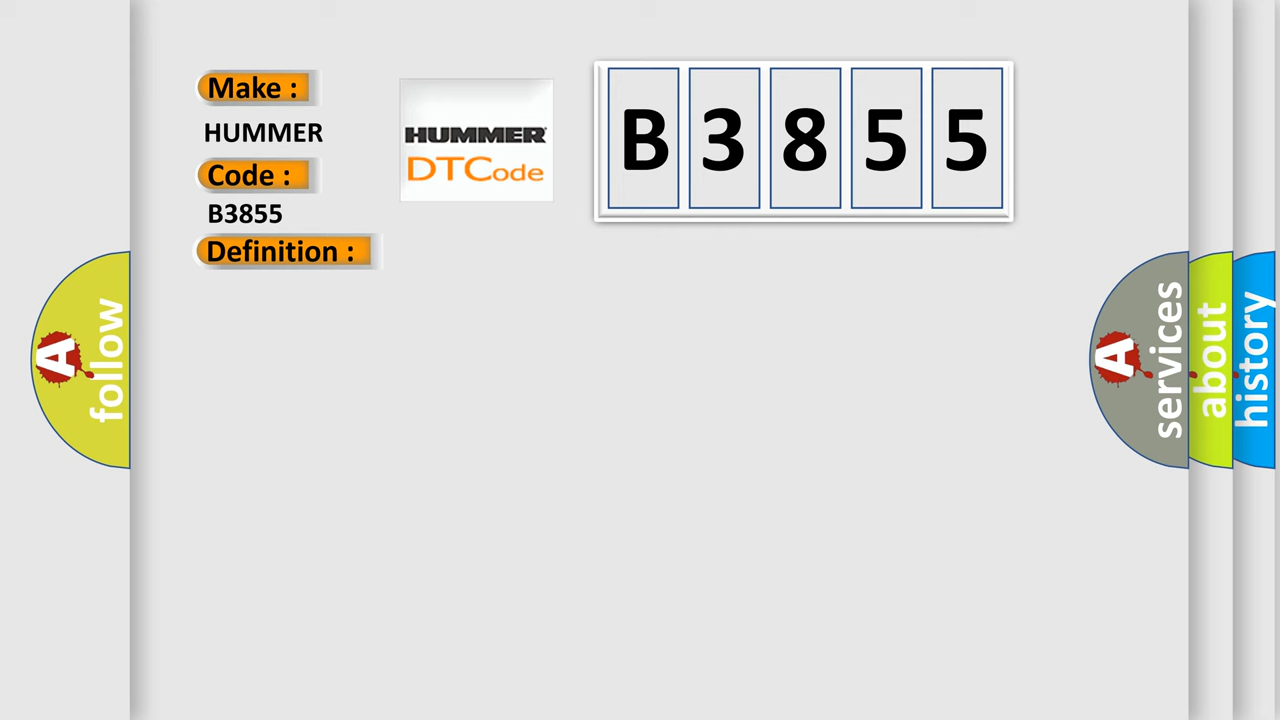 Make :
HUMMER
Code :
B3855
Definition :
HUMMER
DTCode
B 3 8 5 5
A
follow
A
services
about
history